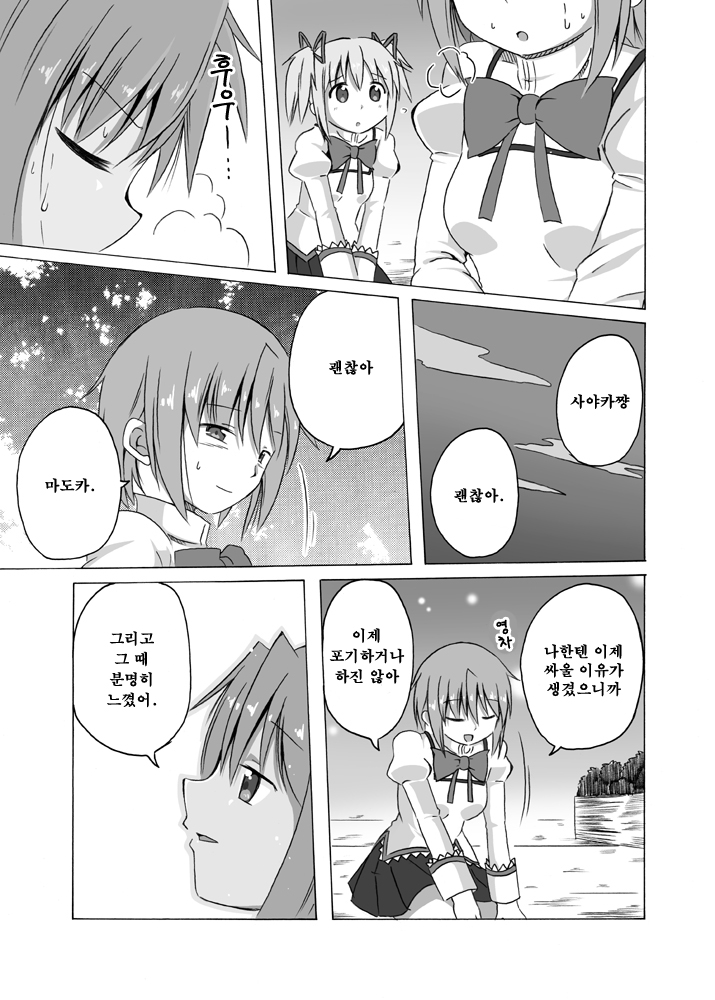 후우ㅡ…
사야카쨩
괜찮아.
괜찮아
마도카.
영차
나한텐 이제
싸울 이유가
생겼으니까
이제
포기하거나
하진 않아
그리고
그 때
분명히
느꼈어.